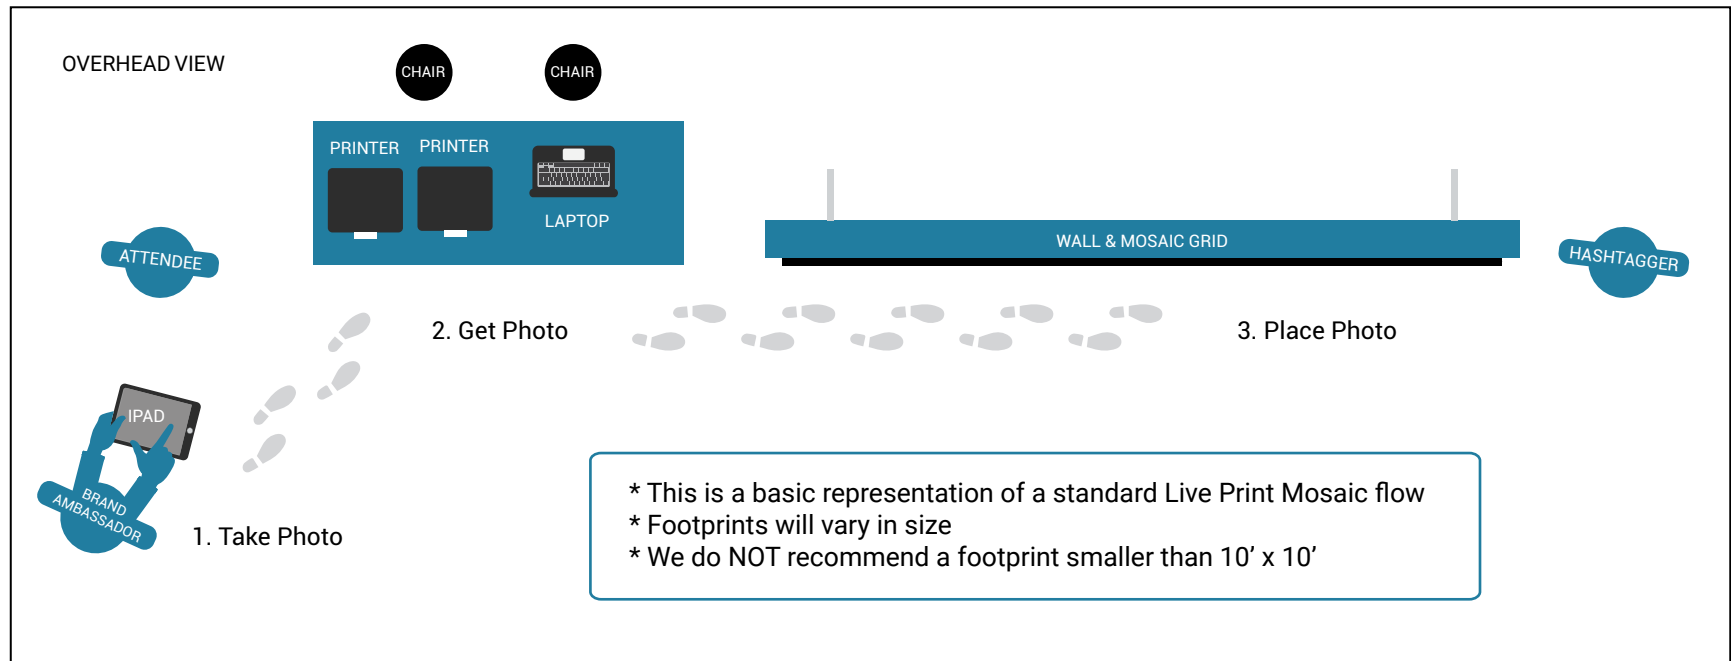 OVERHEAD VIEW
CHAIR
CHAIR
PRINTER
PRINTER
LAPTOP
WALL & MOSAIC GRID
ATTENDEE
HASHTAGGER
2. Get Photo
3. Place Photo
IPAD
BRAND
AMBASSADOR
1. Take Photo
* This is a basic representation of a standard Live Print Mosaic flow
* Footprints will vary in size
* We do NOT recommend a footprint smaller than 10’ x 10’